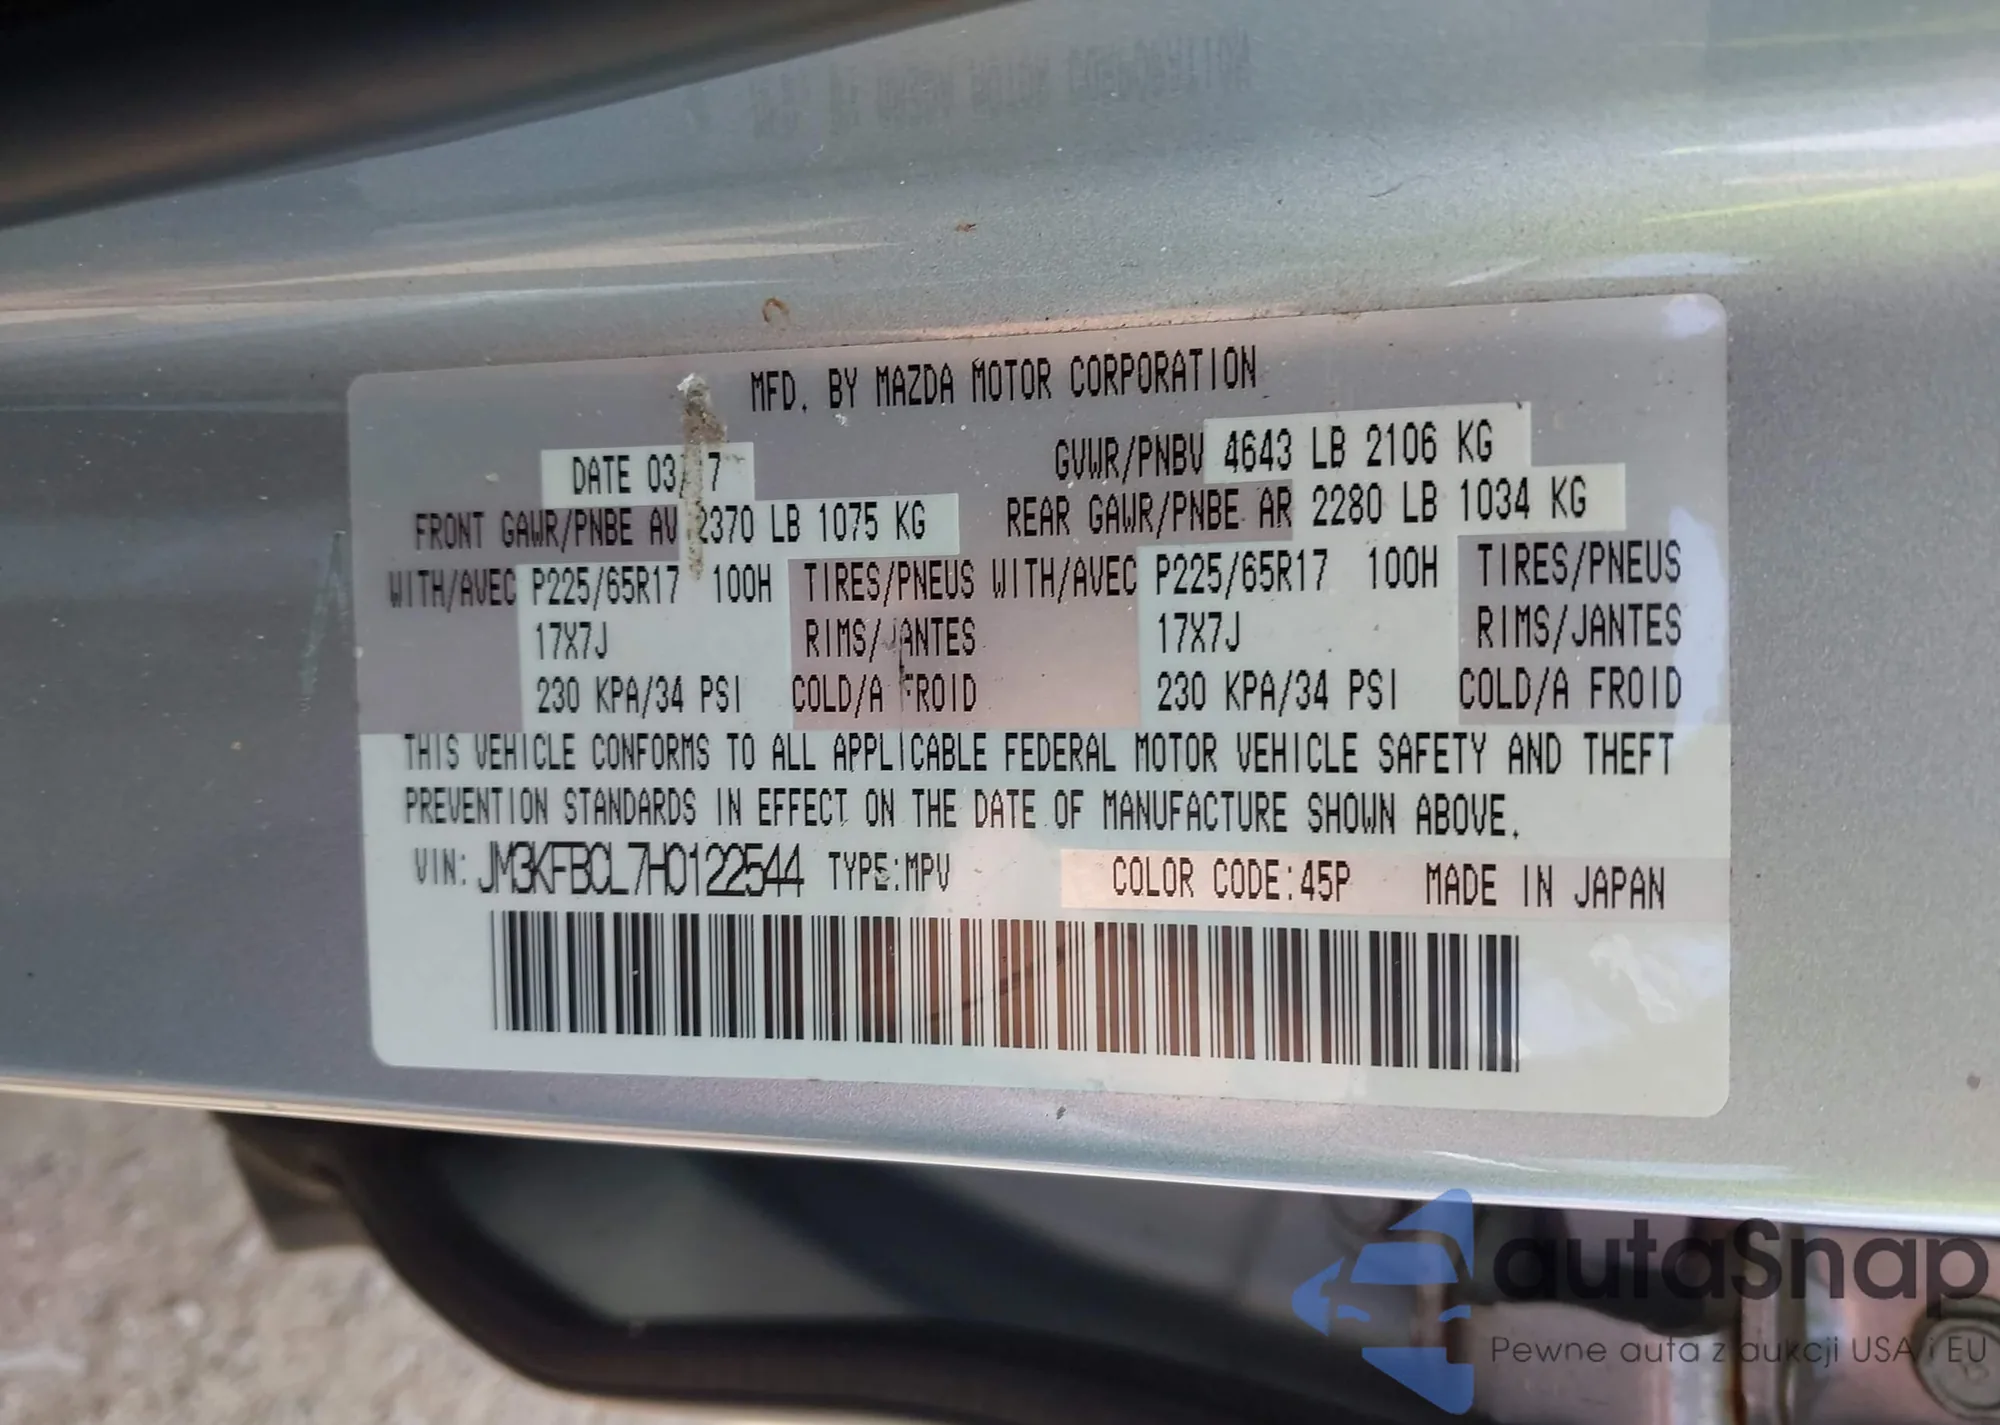 MFD. BY MAZDA MOTOR CORPORATION
DATE 03/17 GVWR/PNBV 4643 LB 2106 KG
FRONT GAWR/PNBE AV 2370 LB 1075 KG REAR GAWR/PNBE AR 2280 LB 1034 KG
WITH/AVEC P225/65R17 100H TIRES/PNEUS WITH/AVEC P225/65R17 100H TIRES/PNEUS
17X7J RIMS/JANTES 17X7J RIMS/JANTES
230 KPA/34 PSI COLD/A FROID 230 KPA/34 PSI COLD/A FROID
THIS VEHICLE CONFORMS TO ALL APPLICABLE FEDERAL MOTOR VEHICLE SAFETY AND THEFT
PREVENTION STANDARDS IN EFFECT ON THE DATE OF MANUFACTURE SHOWN ABOVE.
VIN: JM3KFBCL7H0122544 TYPE:MPV COLOR CODE:45P MADE IN JAPAN
autaSnap
Pewne auta z aukcji USA i EU